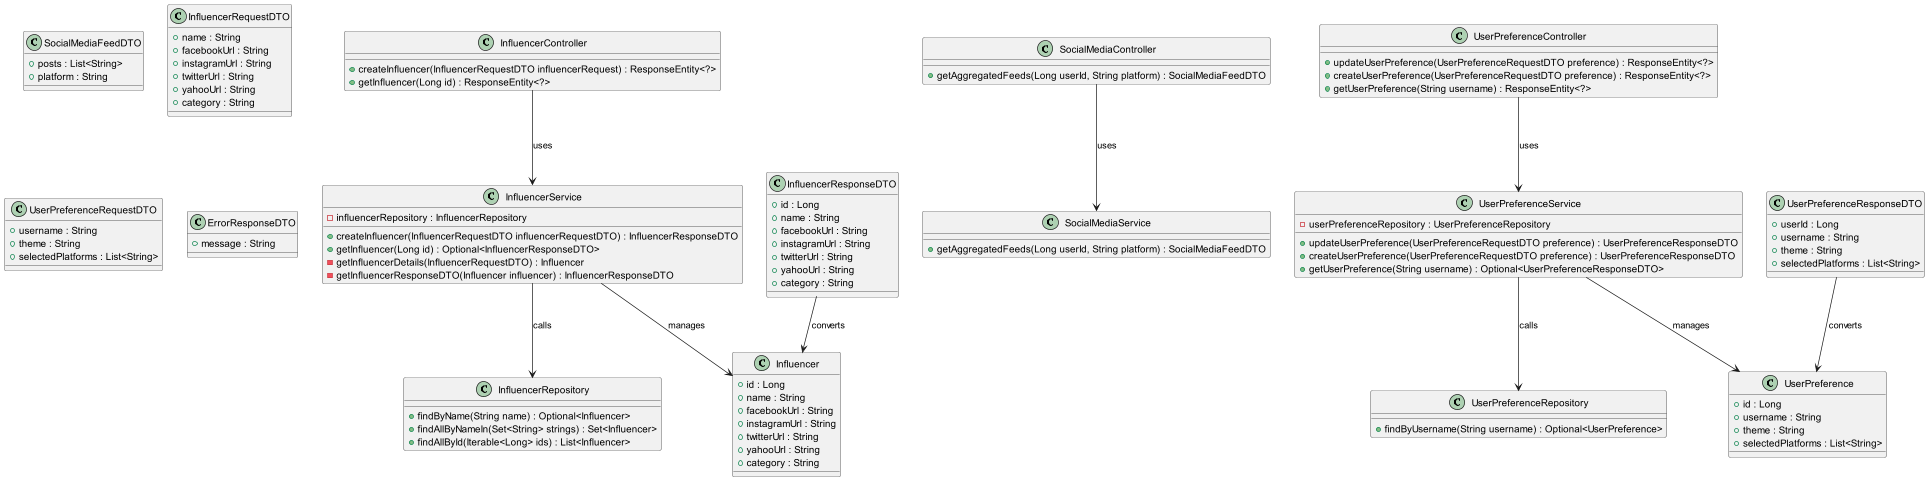 C SocialMediaFeedDTO
posts : List<String>
platform : String
C InfluencerRequestDTO
name : String
facebookUrl : String
instagramUrl : String
twitterUrl : String
yahooUrl : String
category : String
C InfluencerController
createInfluencer(InfluencerRequestDTO influencerRequest) : ResponseEntity<?>
getInfluencer(Long id) : ResponseEntity<?>
C SocialMediaController
getAggregatedFeeds(Long userId, String platform) : SocialMediaFeedDTO
C UserPreferenceController
updateUserPreference(UserPreferenceRequestDTO preference) : ResponseEntity<?>
createUserPreference(UserPreferenceRequestDTO preference) : ResponseEntity<?>
getUserPreference(String username) : ResponseEntity<?>
uses
uses
uses
C UserPreferenceRequestDTO
username : String
theme : String
selectedPlatforms : List<String>
C ErrorResponseDTO
message : String
C InfluencerService
influencerRepository : InfluencerRepository
createInfluencer(InfluencerRequestDTO influencerRequestDTO) : InfluencerResponseDTO
getInfluencer(Long id) : Optional<InfluencerResponseDTO>
getInfluencerDetails(InfluencerRequestDTO) : Influencer
getInfluencerResponseDTO(Influencer influencer) : InfluencerResponseDTO
C InfluencerResponseDTO
id : Long
name : String
facebookUrl : String
instagramUrl : String
twitterUrl : String
yahooUrl : String
category : String
C SocialMediaService
getAggregatedFeeds(Long userId, String platform) : SocialMediaFeedDTO
C UserPreferenceService
userPreferenceRepository : UserPreferenceRepository
updateUserPreference(UserPreferenceRequestDTO preference) : UserPreferenceResponseDTO
createUserPreference(UserPreferenceRequestDTO preference) : UserPreferenceResponseDTO
getUserPreference(String username) : Optional<UserPreferenceResponseDTO>
C UserPreferenceResponseDTO
userId : Long
username : String
theme : String
selectedPlatforms : List<String>
calls
manages
converts
calls
manages
converts
C InfluencerRepository
findByName(String name) : Optional<Influencer>
findAllByNameIn(Set<String> strings) : Set<Influencer>
findAllById(Iterable<Long> ids) : List<Influencer>
C Influencer
id : Long
name : String
facebookUrl : String
instagramUrl : String
twitterUrl : String
yahooUrl : String
category : String
C UserPreferenceRepository
findByUsername(String username) : Optional<UserPreference>
C UserPreference
id : Long
username : String
theme : String
selectedPlatforms : List<String>